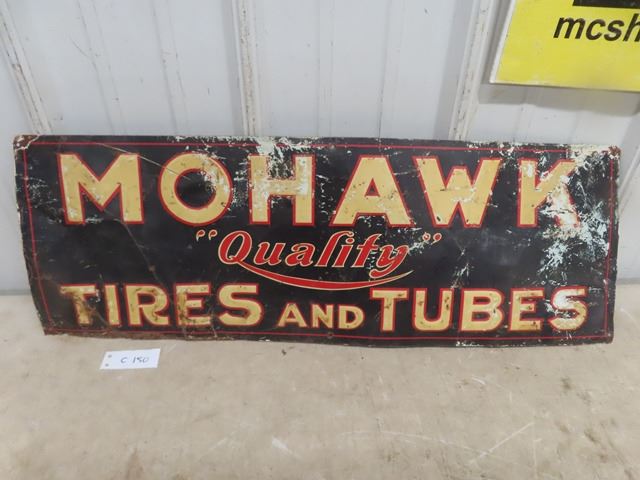 mcsh
MOHAWK
"Quality"
TIRES AND TUBES
C 150